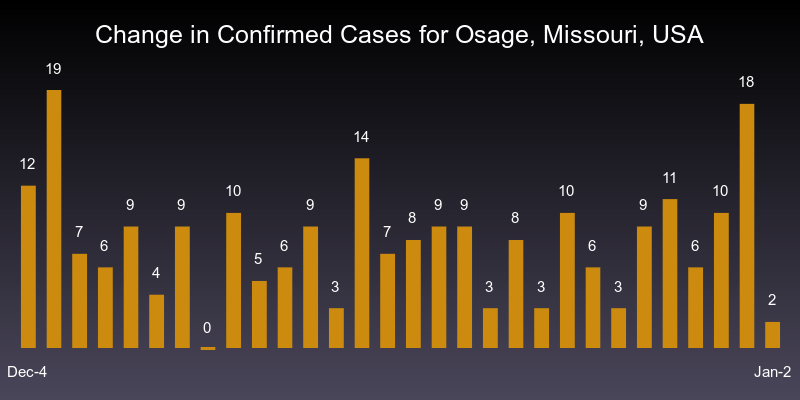 Change in Confirmed Cases for Osage, Missouri, USA
12 19 7 6 9 4 9 0 10 5 6 9 3 14 7 8 9 9 3 8 3 10 6 3 9 11 6 10 18 2
Dec-4 Jan-2